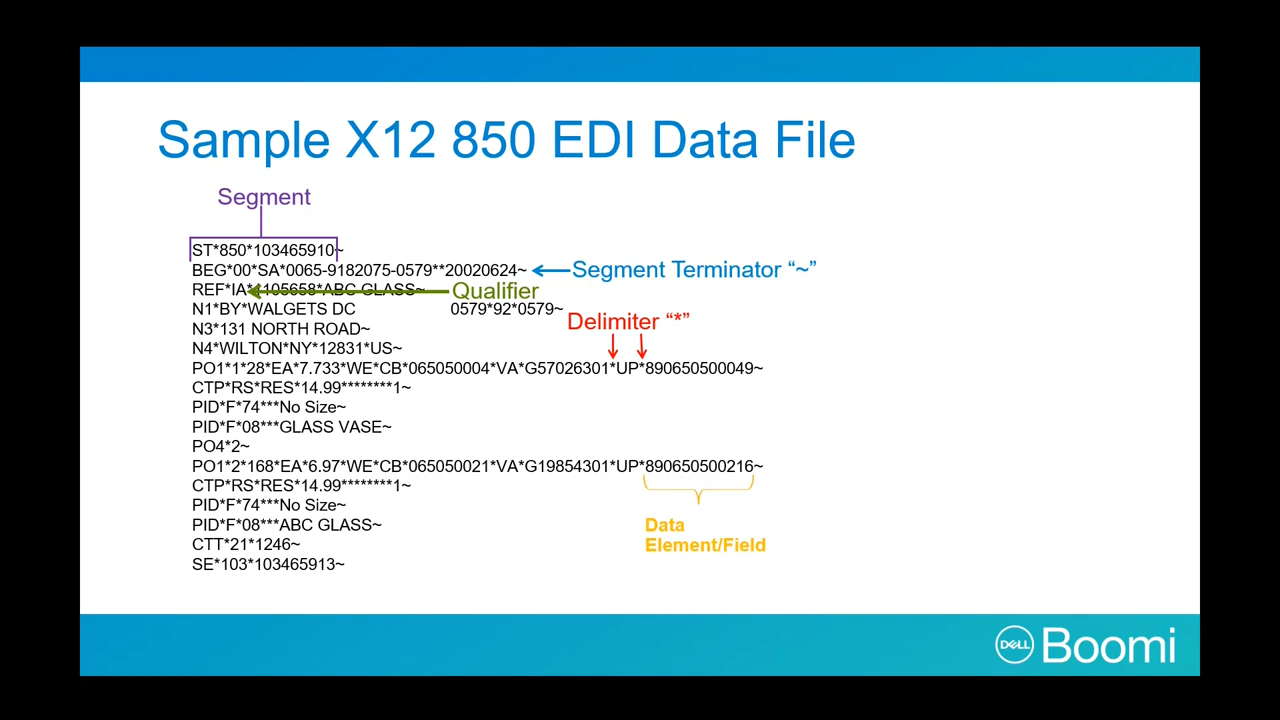 Sample X12 850 EDI Data File
Segment
ST*850*103465910~
BEG*00*SA*0065-9182075-0579**20020624~
Segment Terminator “~”
REF*IA* 105658*ABC GLASS~
Qualifier
N1*BY*WALGETS DC 0579*92*0579~
Delimiter “*”
N3*131 NORTH ROAD~
N4*WILTON*NY*12831*US~
PO1*1*28*EA*7.733*WE*CB*065050004*VA*G57026301*UP*890650500049~
CTP*RS*RES*14.99********1~
PID*F*74***No Size~
PID*F*08***GLASS VASE~
PO4*2~
PO1*2*168*EA*6.97*WE*CB*065050021*VA*G19854301*UP*890650500216~
CTP*RS*RES*14.99********1~
PID*F*74***No Size~
PID*F*08***ABC GLASS~
Data
Element/Field
CTT*21*1246~
SE*103*103465913~
DELL Boomi